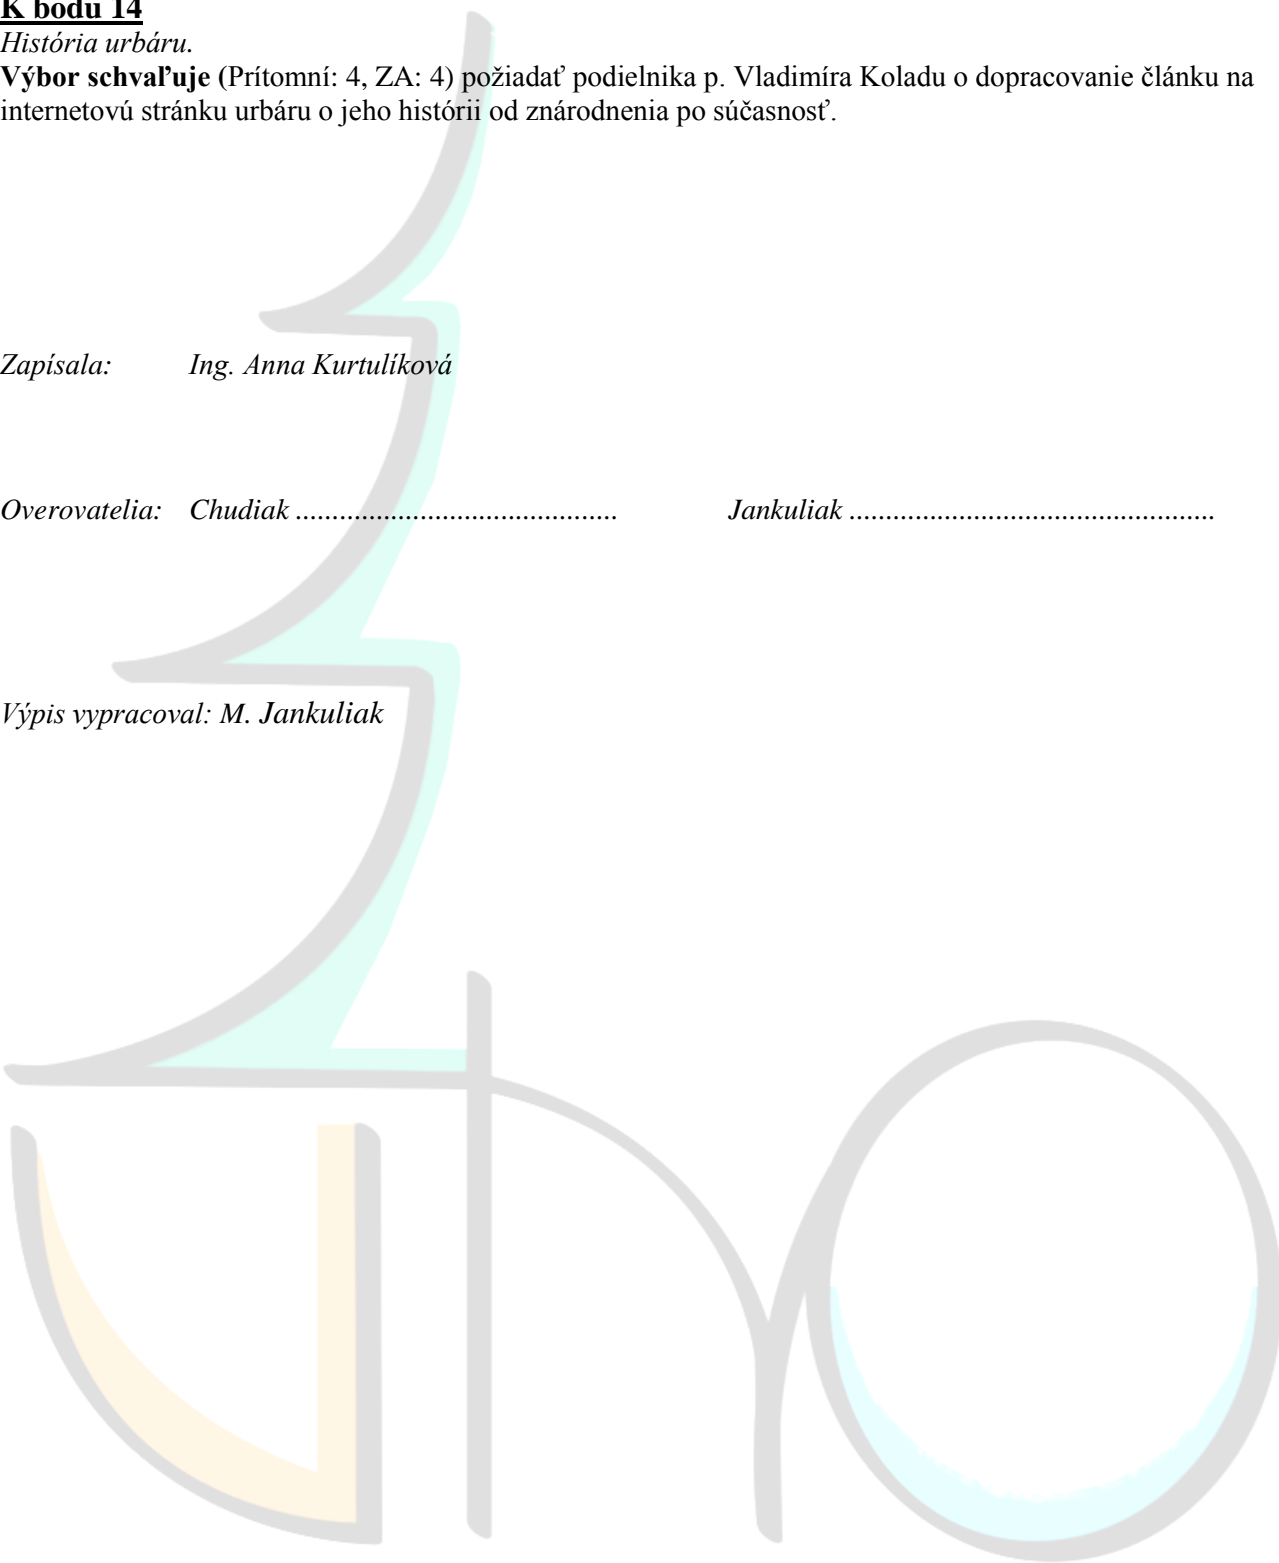 K bodu 14
História urbáru.
Výbor schvaľuje (Prítomní: 4, ZA: 4) požiadať podielnika p. Vladimíra Koladu o dopracovanie článku na
internetovú stránku urbáru o jeho histórii od znárodnenia po súčasnosť.
Zapísala: Ing. Anna Kurtulíková
Overovatelia: Chudiak ............................................ Jankuliak ..................................................
Výpis vypracoval: M. Jankuliak